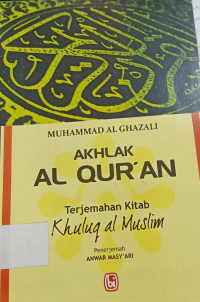 MUHAMMAD AL GHAZALI
AKHLAK
AL QUR'AN
Terjemahan Kitab
Khuluq al Muslim
Penerjemah
ANWAR MASY'ARI